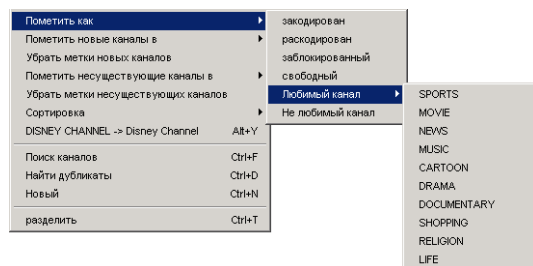 Пометить как
Пометить новые каналы в
Убрать метки новых каналов
Пометить несуществующие каналы в
Убрать метки несуществующих каналов
Сортировка
DISNEY CHANNEL -> Disney Channel Alt+Y
Поиск каналов Ctrl+F
Найти дубликаты Ctrl+D
Новый Ctrl+N
разделить Ctrl+T
закодирован
раскодирован
заблокированный
свободный
Любимый канал
Не любимый канал
SPORTS
MOVIE
NEWS
MUSIC
CARTOON
DRAMA
DOCUMENTARY
SHOPPING
RELIGION
LIFE